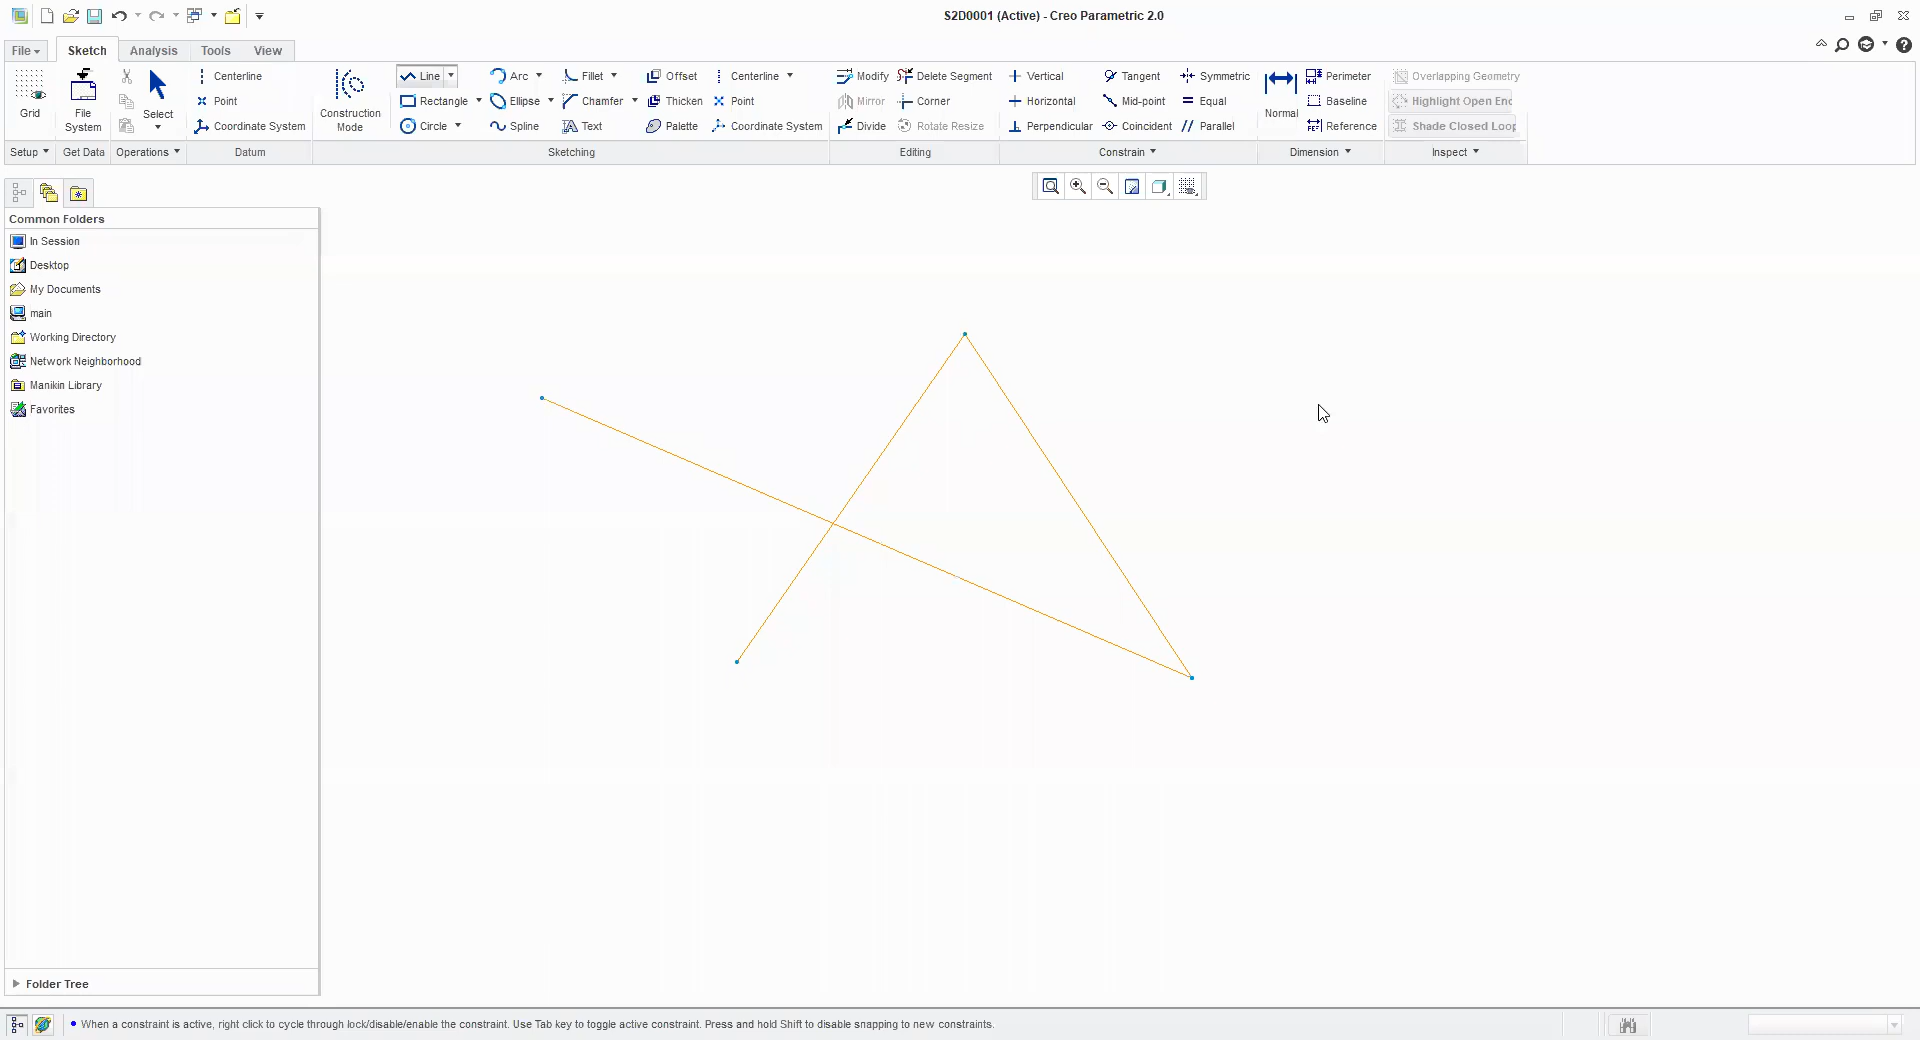 S2D0001 (Active) - Creo Parametric 2.0
File Sketch Analysis Tools View
Grid
File System
Select
Centerline
Point
Coordinate System
Construction Mode
Line Arc Fillet Offset Centerline
Rectangle Ellipse Chamfer Thicken Point
Circle Spline Text Palette Coordinate System
Modify Delete Segment
Mirror Corner
Divide Rotate Resize
Vertical Tangent Symmetric
Horizontal Mid-point Equal
Perpendicular Coincident Parallel
Normal
Perimeter
Baseline
Reference
Overlapping Geometry
Highlight Open End
Shade Closed Loop
Setup Get Data Operations Datum Sketching Editing Constrain Dimension Inspect
Common Folders
In Session
Desktop
My Documents
main
Working Directory
Network Neighborhood
Manikin Library
Favorites
Folder Tree
When a constraint is active, right click to cycle through lock/disable/enable the constraint. Use Tab key to toggle active constraint. Press and hold Shift to disable snapping to new constraints.